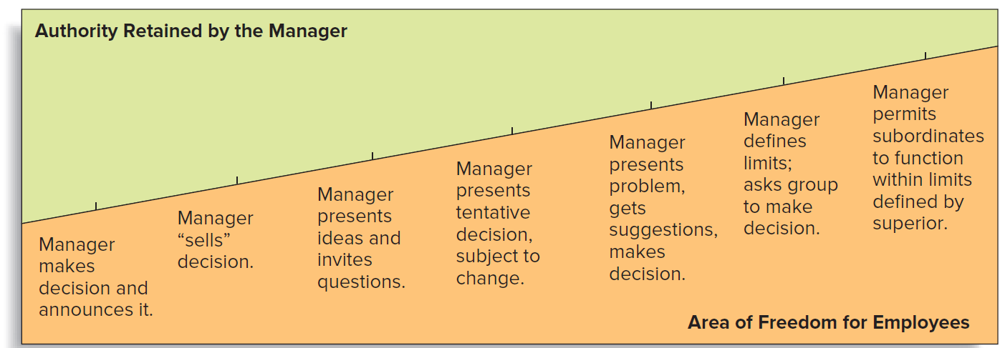 Authority Retained by the Manager
Manager
makes
decision and
announces it.
Manager
“sells”
decision.
Manager
presents
ideas and
invites
questions.
Manager
presents
tentative
decision,
subject to
change.
Manager
presents
problem,
gets
suggestions,
makes
decision.
Manager
defines
limits;
asks group
to make
decision.
Manager
permits
subordinates
to function
within limits
defined by
superior.
Area of Freedom for Employees